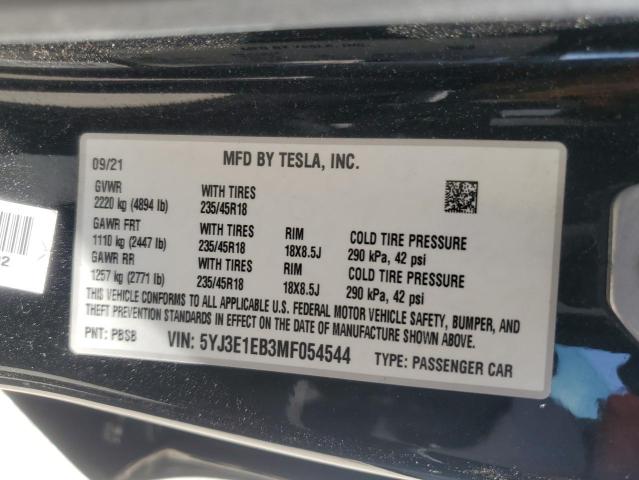 09/21 MFD BY TESLA, INC.
GVWR WITH TIRES
2220 kg (4894 lb) 235/45R18
GAWR FRT WITH TIRES RIM COLD TIRE PRESSURE
1110 kg (2447 lb) 235/45R18 18X8.5J 290 kPa, 42 psi
GAWR RR WITH TIRES RIM COLD TIRE PRESSURE
1257 kg (2771 lb) 235/45R18 18X8.5J 290 kPa, 42 psi
THIS VEHICLE CONFORMS TO ALL APPLICABLE U.S. FEDERAL MOTOR VEHICLE SAFETY, BUMPER, AND
THEFT PREVENTION STANDARDS IN EFFECT ON THE DATE OF MANUFACTURE SHOWN ABOVE.
PNT: PBSB VIN: 5YJ3E1EB3MF054544 TYPE: PASSENGER CAR